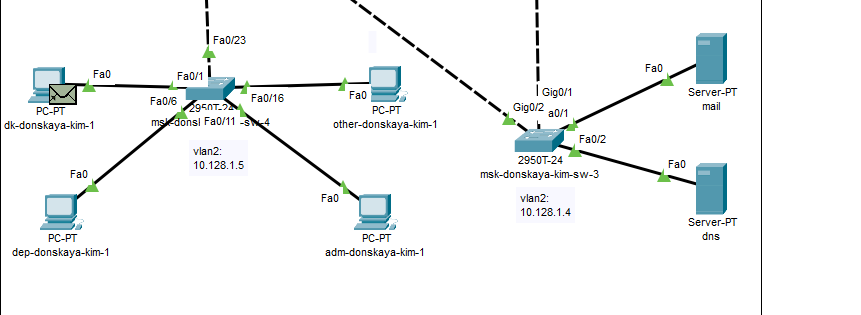 Fa0/23
Fa0
Fa0/1
Fa0/6
Fa0/16
PC-PT
dk-donskaya-kim-1
2950T-24
Fa0/11
-sw-4
Fa0
PC-PT
other-donskaya-kim-1
vlan2:
10.128.1.5
Fa0
PC-PT
dep-donskaya-kim-1
Fa0
PC-PT
adm-donskaya-kim-1
Gig0/1
Gig0/2
a0/1
Fa0/2
2950T-24
msk-donskaya-kim-sw-3
vlan2:
10.128.1.4
Fa0
Server-PT
mail
Fa0
Server-PT
dns